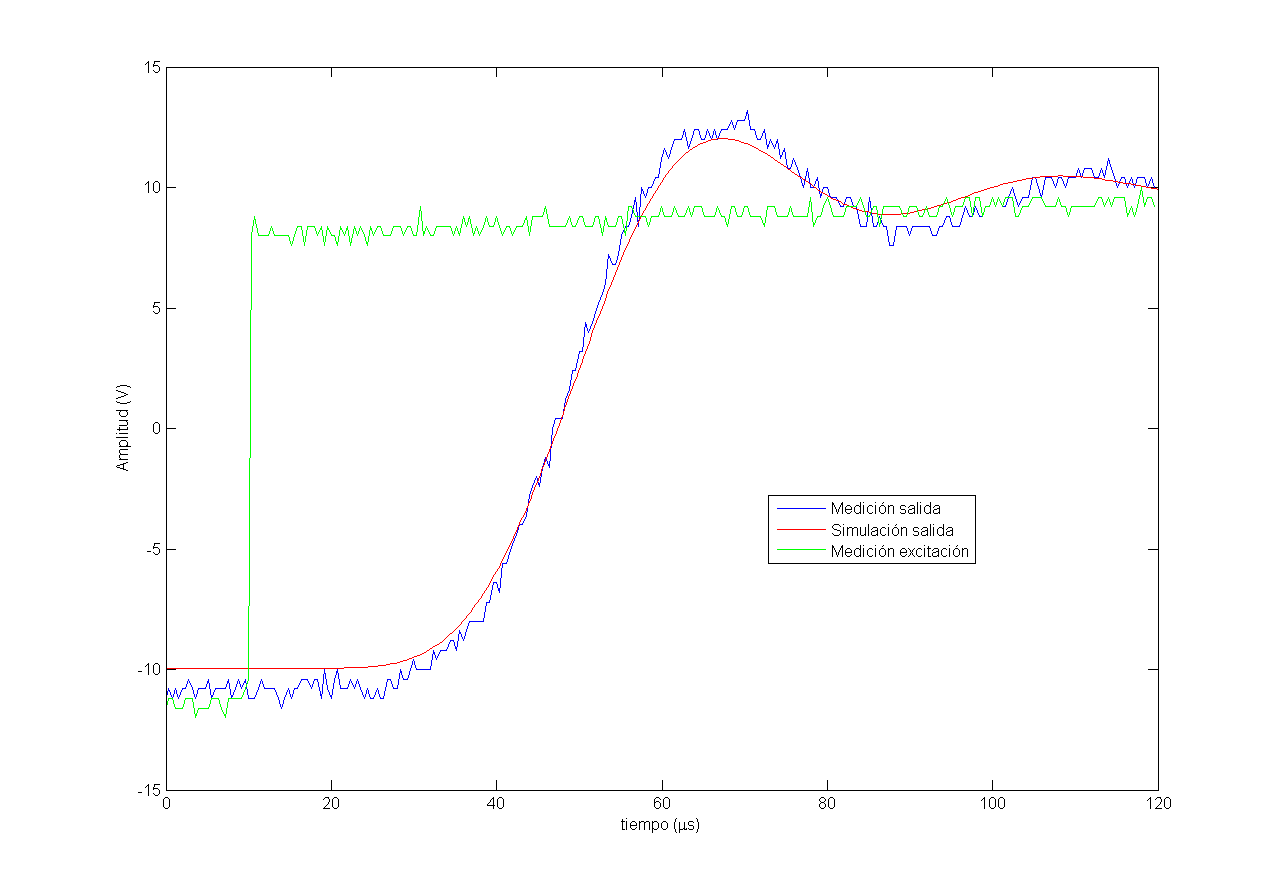 15
10
5
0
-5
-10
-15
Amplitud (V)
Medición salida
Simulación salida
Medición excitación
0 20 40 60 80 100 120
tiempo (μs)